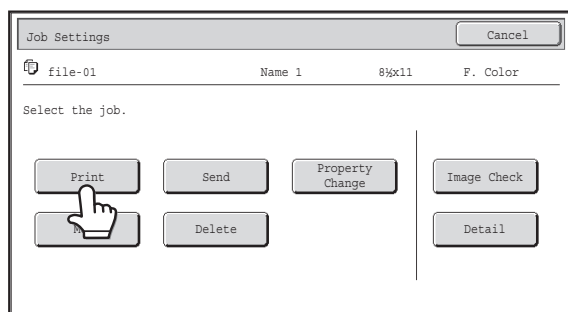 Job Settings Cancel
file-01 Name 1 8½x11 F. Color
Select the job.
Print Send Property Change Image Check
Delete Detail